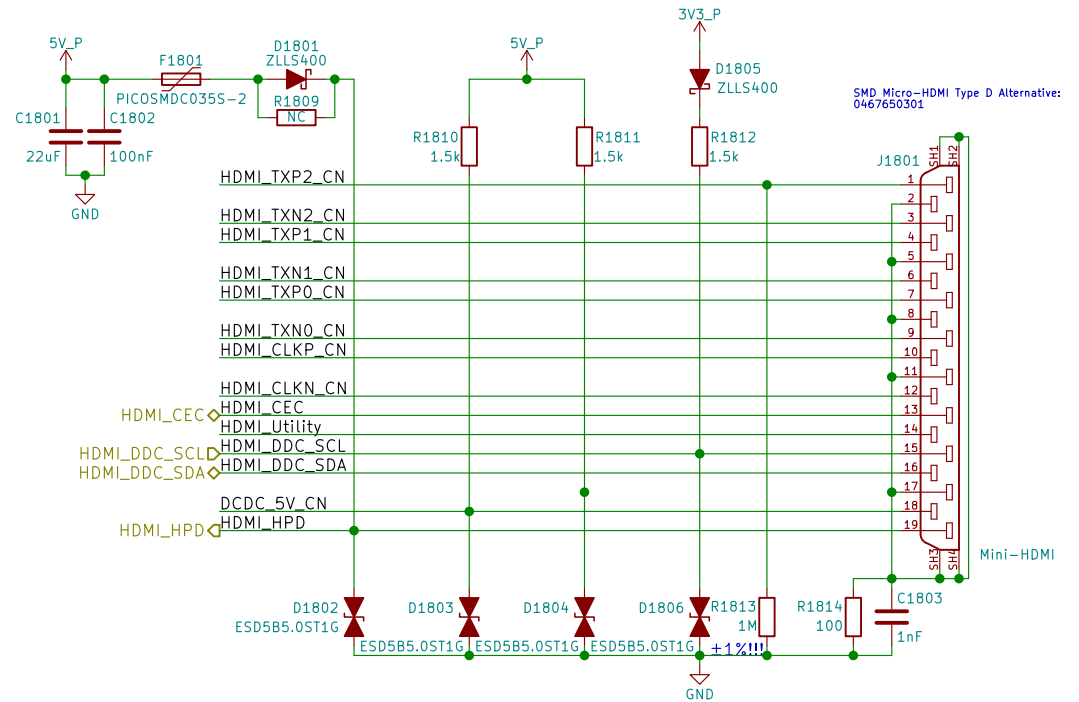 3V3_P
5V_P
D1801
ZLLS400
5V_P
F1801
D1805
ZLLS400
PICOSMDC035S-2
R1809
NC
SMD Micro-HDMI Type D Alternative:
0467650301
C1801
22uF
C1802
100nF
R1810
1.5k
R1811
1.5k
R1812
1.5k
GND
J1801
SH1
SH2
HDMI_TXP2_CN
1
2
HDMI_TXN2_CN
3
HDMI_TXP1_CN
4
5
HDMI_TXN1_CN
6
HDMI_TXP0_CN
7
8
HDMI_TXN0_CN
9
HDMI_CLKP_CN
10
11
HDMI_CLKN_CN
12
HDMI_CEC
HDMI_CEC
13
HDMI_Utility
14
HDMI_DDC_SCL
HDMI_DDC_SCL
15
HDMI_DDC_SDA
HDMI_DDC_SDA
16
17
DCDC_5V_CN
18
HDMI_HPD
HDMI_HPD
19
SH3
SH4
Mini-HDMI
D1802
ESD5B5.0ST1G
D1803
ESD5B5.0ST1G
D1804
ESD5B5.0ST1G
D1806
ESD5B5.0ST1G
R1813
1M
R1814
100
C1803
1nF
±1%!!!
GND